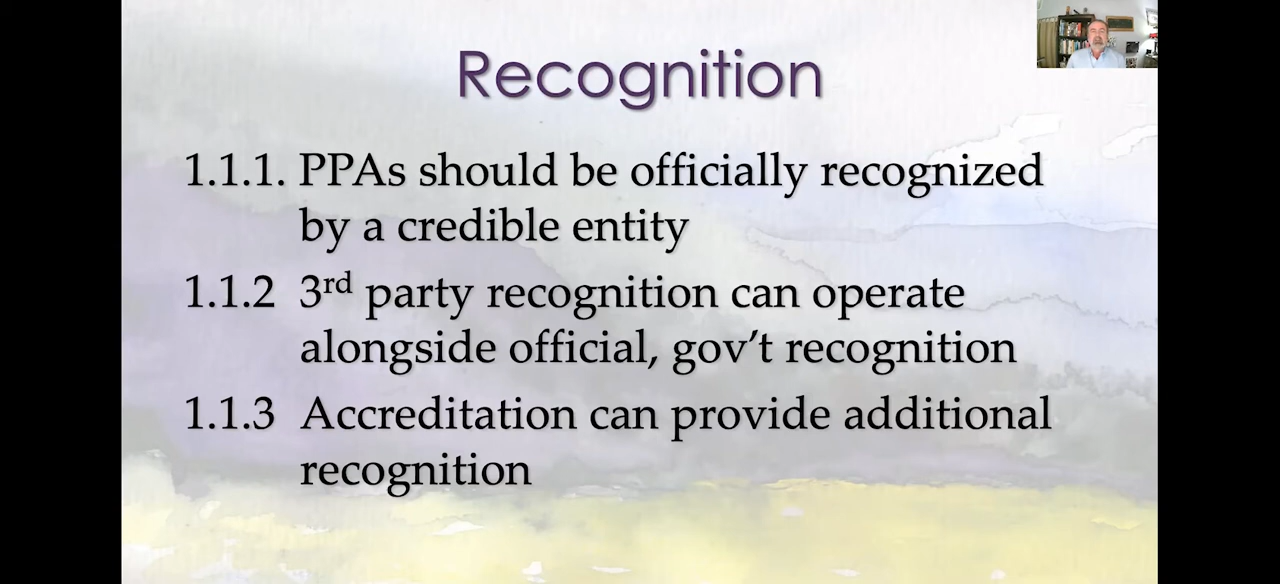 Recognition
1.1.1. PPAs should be officially recognized
by a credible entity
1.1.2 3rd party recognition can operate
alongside official, gov’t recognition
1.1.3 Accreditation can provide additional
recognition